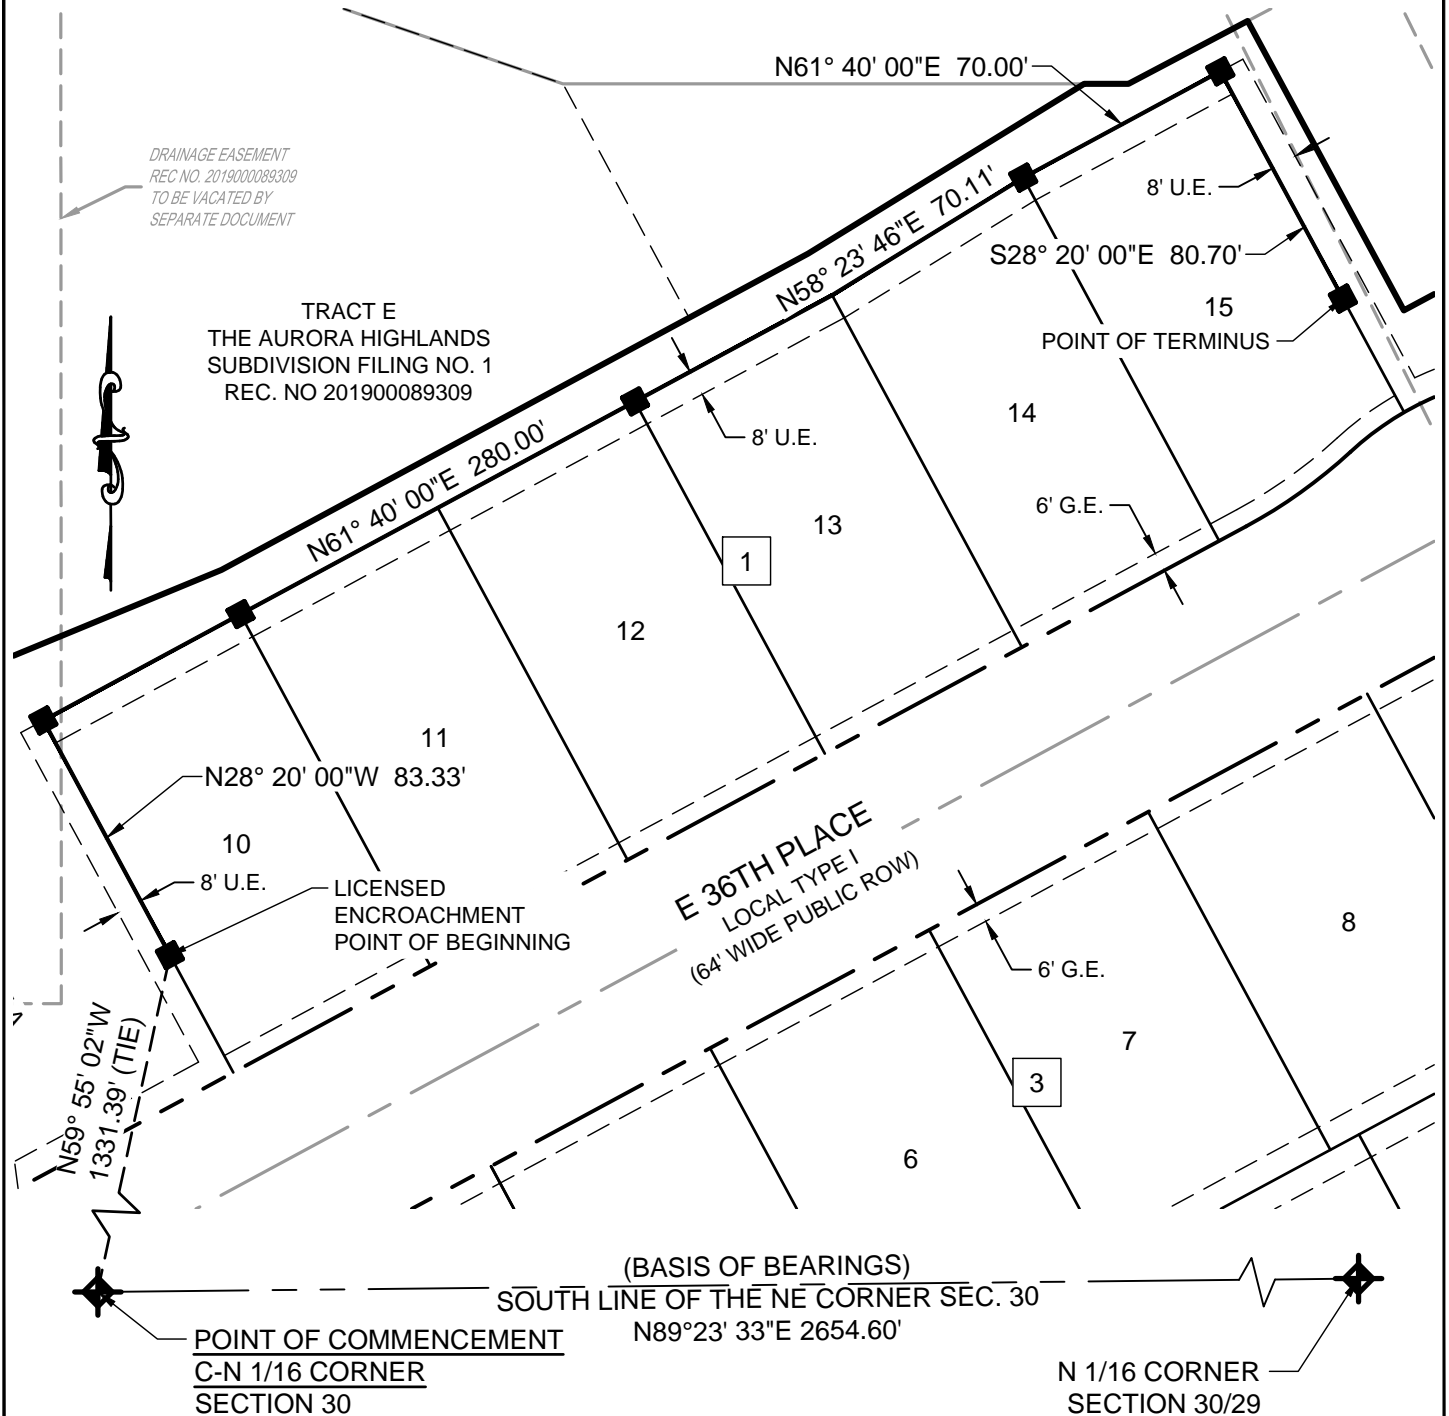 N61° 40' 00"E 70.00'
DRAINAGE EASEMENT
REC NO. 2019000089309
TO BE VACATED BY
SEPARATE DOCUMENT
8' U.E.
N58° 23' 46"E 70.11'
S28° 20' 00"E 80.70'
15
POINT OF TERMINUS
TRACT E
THE AURORA HIGHLANDS
SUBDIVISION FILING NO. 1
REC. NO 201900089309
14
8' U.E.
N61° 40' 00"E 280.00'
6' G.E.
13
1
12
11
N28° 20' 00"W 83.33'
10
8' U.E.
LICENSED
ENCROACHMENT
POINT OF BEGINNING
E 36TH PLACE
LOCAL TYPE I
(64' WIDE PUBLIC ROW)
8
6' G.E.
7
3
6
N59° 55' 02"W
1331.39' (TIE)
(BASIS OF BEARINGS)
SOUTH LINE OF THE NE CORNER SEC. 30
N89°23' 33"E 2654.60'
POINT OF COMMENCEMENT
C-N 1/16 CORNER
SECTION 30
N 1/16 CORNER
SECTION 30/29